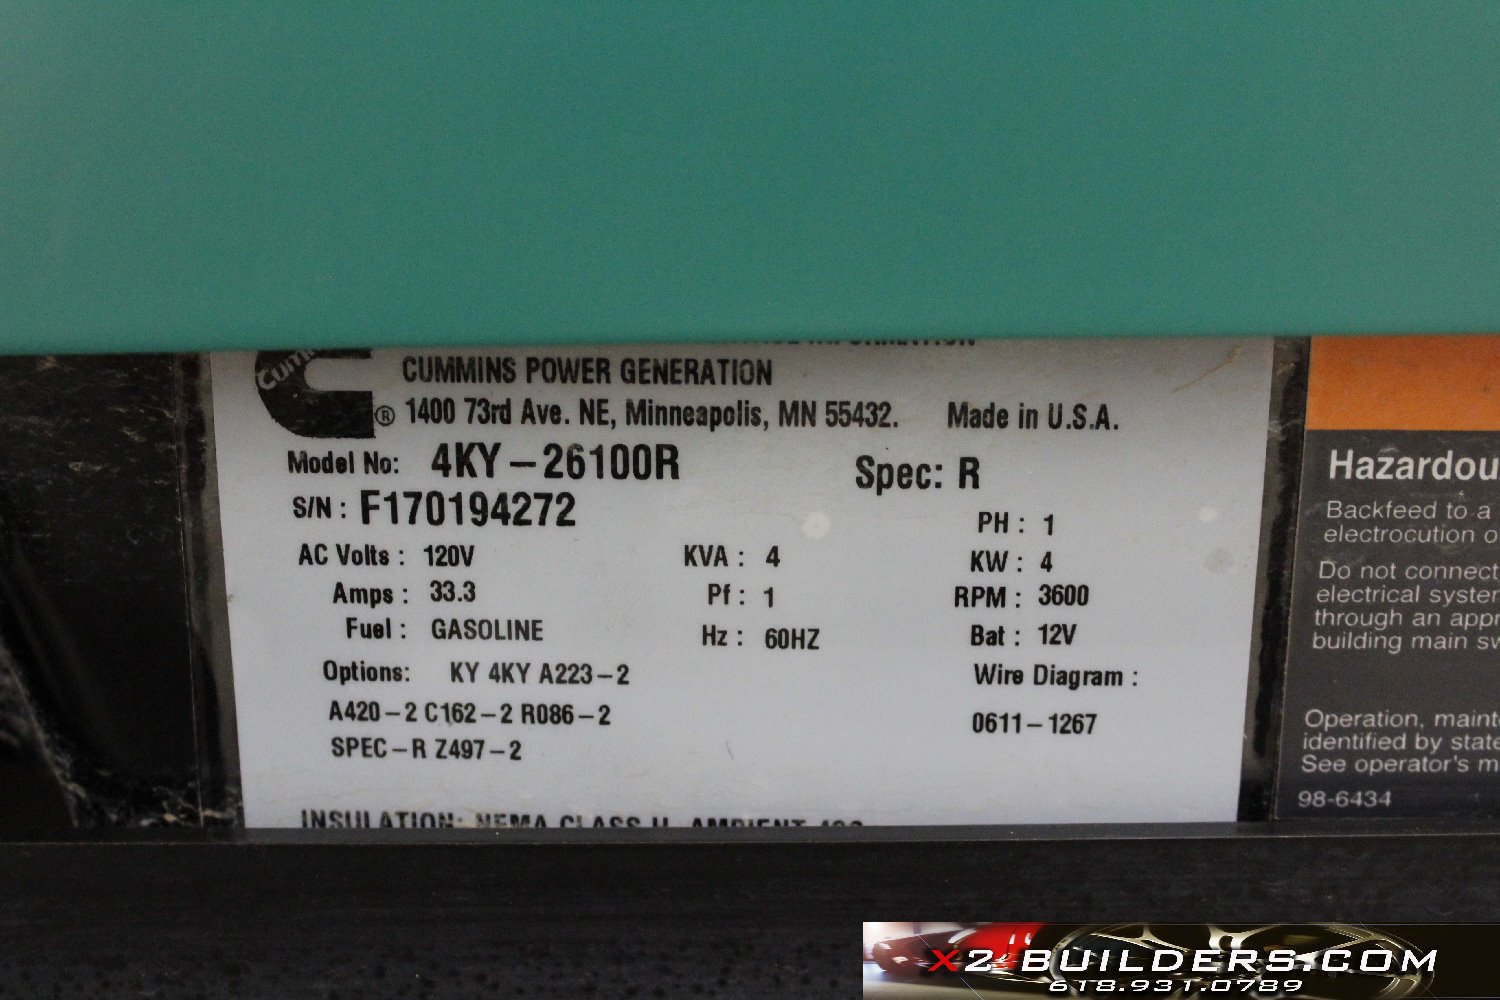 CUMMINS POWER GENERATION
® 1400 73rd Ave. NE, Minneapolis, MN 55432. Made in U.S.A.
Model No: 4KY-26100R Spec: R
S/N: F170194272
PH: 1
AC Volts: 120V KVA: 4 KW: 4
Amps: 33.3 Pf: 1 RPM: 3600
Fuel: GASOLINE Hz: 60HZ Bat: 12V
Options: KY 4KY A223-2 Wire Diagram:
A420-2 C162-2 R086-2 0611-1267
SPEC-R Z497-2
INSULATION: NEMA CLASS H, AMBIENT
Hazardou
Backfeed to a
electrocution o
Do not connect
electrical syster
through an appr
building main sw
Operation, mainte
identified by state
See operator's m
98-6434
X2-BUILDERS.COM
618.931.0789